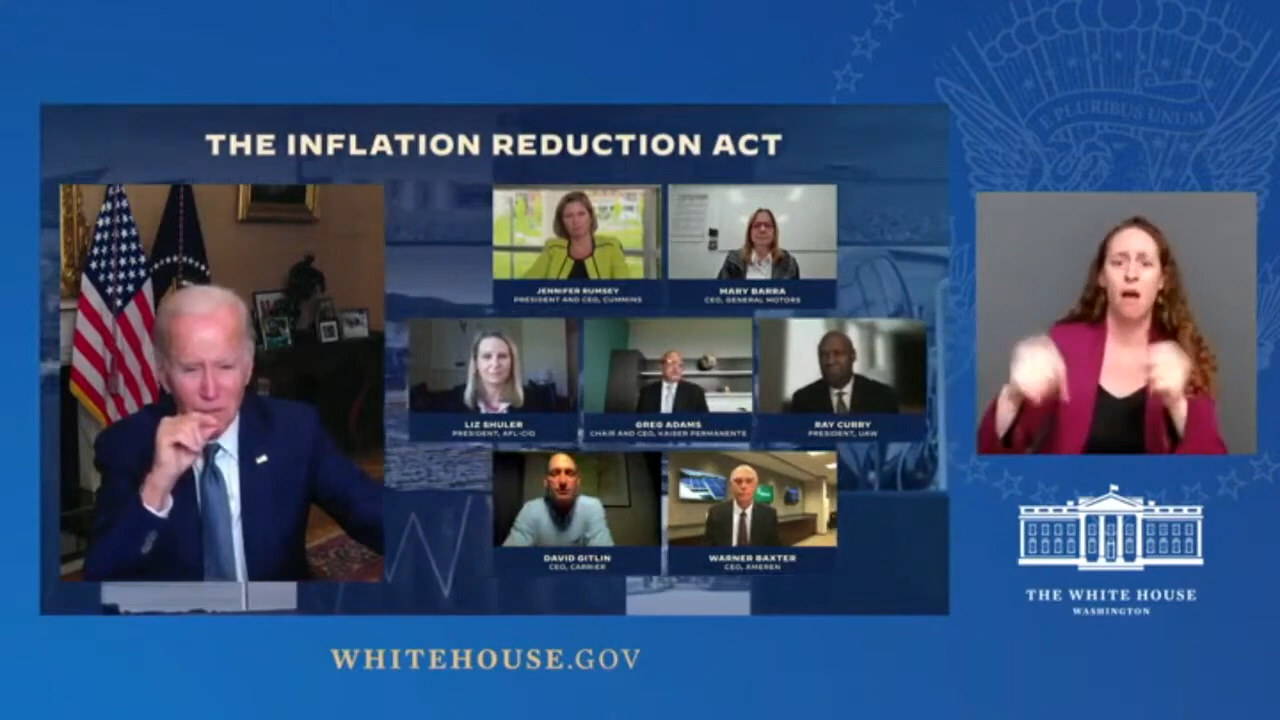 THE INFLATION REDUCTION ACT
E PLURIBUS UNUM
JENNIFER RUMSEY
PRESIDENT AND CEO, CUMMINS
MARY BARRA
CEO, GENERAL MOTORS
LIZ SHULER
PRESIDENT, AFL-CIO
GREG ADAMS
CHAIR AND CEO, KAISER PERMANENTE
RAY CURRY
PRESIDENT, UAW
DAVID GITLIN
CEO, CARRIER
WARNER BAXTER
CEO, AMEREN
THE WHITE HOUSE
WASHINGTON
WHITEHOUSE.GOV